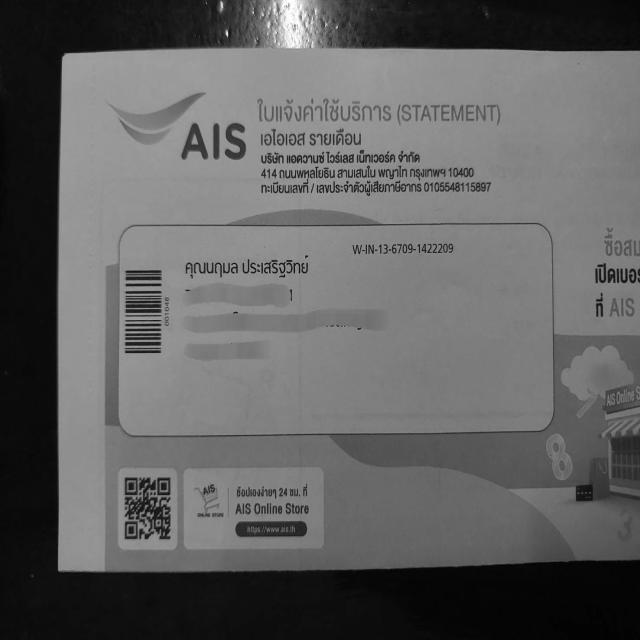 AIS
ใบแจ้งค่าใช้บริการ (STATEMENT)
เอไอเอส รายเดือน
บริษัท แอดวานซ์ ไวร์เลส เน็ทเวอร์ค จำกัด
414 ถนนพหลโยธิน สามเสนใน พญาไท กรุงเทพฯ 10400
ทะเบียนเลขที่ / เลขประจำตัวผู้เสียภาษีอากร 0105548115897
W-IN-13-6709-1422209
คุณนฤมล ประเสริฐวิทย์
ซื้อสม
เปิดเบอร์
ที่ AIS
AIS Online S
8
3
AIS
ONLINE STORE
ช้อปเองง่ายๆ 24 ชม. ที่
AIS Online Store
https://www.ais.th